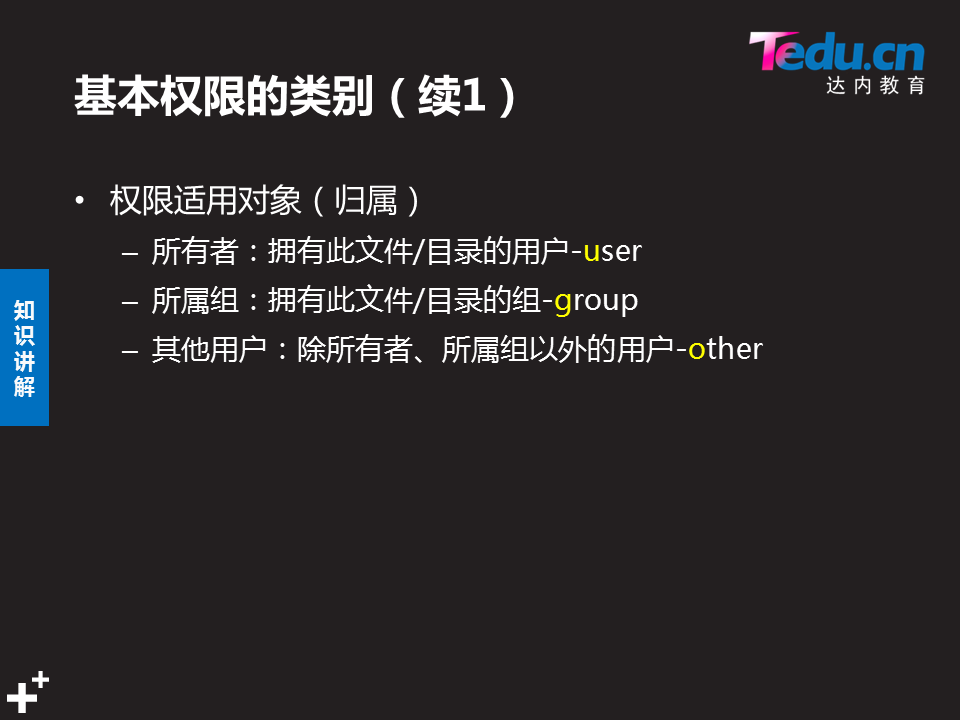 Tedu.cn
达内教育
基本权限的类别（续1）
• 权限适用对象（归属）
– 所有者：拥有此文件/目录的用户-user
– 所属组：拥有此文件/目录的组-group
– 其他用户：除所有者、所属组以外的用户-other
知识讲解